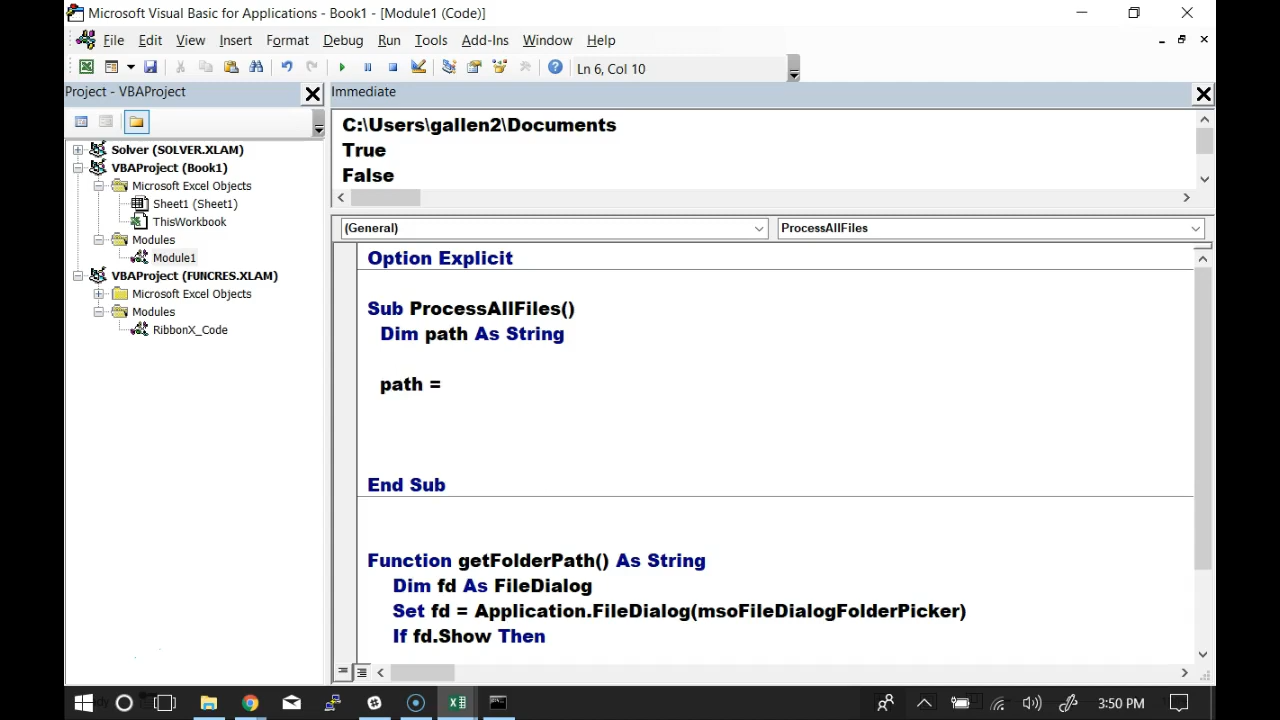 Microsoft Visual Basic for Applications - Book1 - [Module1 (Code)]
File Edit View Insert Format Debug Run Tools Add-Ins Window Help
Ln 6, Col 10
Project - VBAProject
Solver (SOLVER.XLAM)
VBAProject (Book1)
Microsoft Excel Objects
Sheet1 (Sheet1)
ThisWorkbook
Modules
Module1
VBAProject (FUNCRES.XLAM)
Microsoft Excel Objects
Modules
RibbonX_Code
Immediate
C:\Users\gallen2\Documents
True
False
(General) ProcessAllFiles
Option Explicit
Sub ProcessAllFiles()
Dim path As String
path =
End Sub
Function getFolderPath() As String
Dim fd As FileDialog
Set fd = Application.FileDialog(msoFileDialogFolderPicker)
If fd.Show Then
3:50 PM